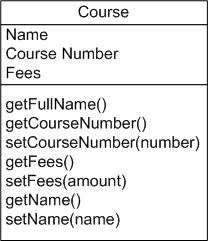 Course
Name
Course Number
Fees
getFullName()
getCourseNumber()
setCourseNumber(number)
getFees()
setFees(amount)
getName()
setName(name)